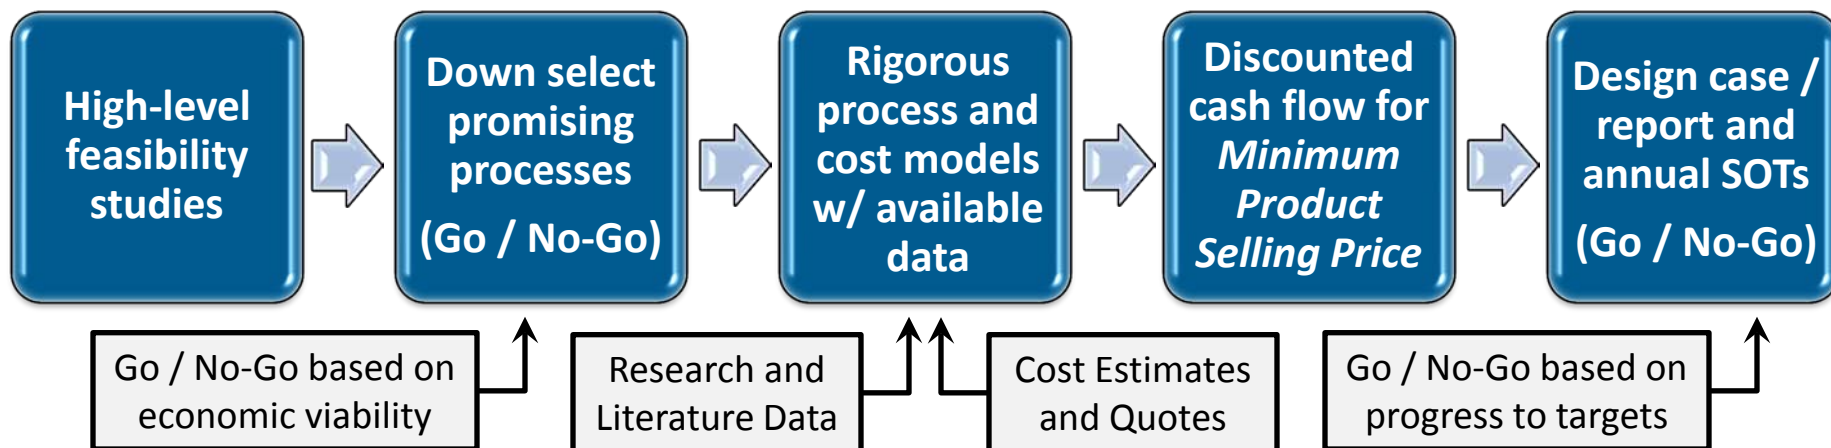 High-level
feasibility
studies
Down select
promising
processes
(Go / No-Go)
Rigorous
process and
cost models
w/ available
data
Discounted
cash flow for
Minimum
Product
Selling Price
Design case /
report and
annual SOTs
(Go / No-Go)
Go / No-Go based on
economic viability
Research and
Literature Data
Cost Estimates
and Quotes
Go / No-Go based on
progress to targets